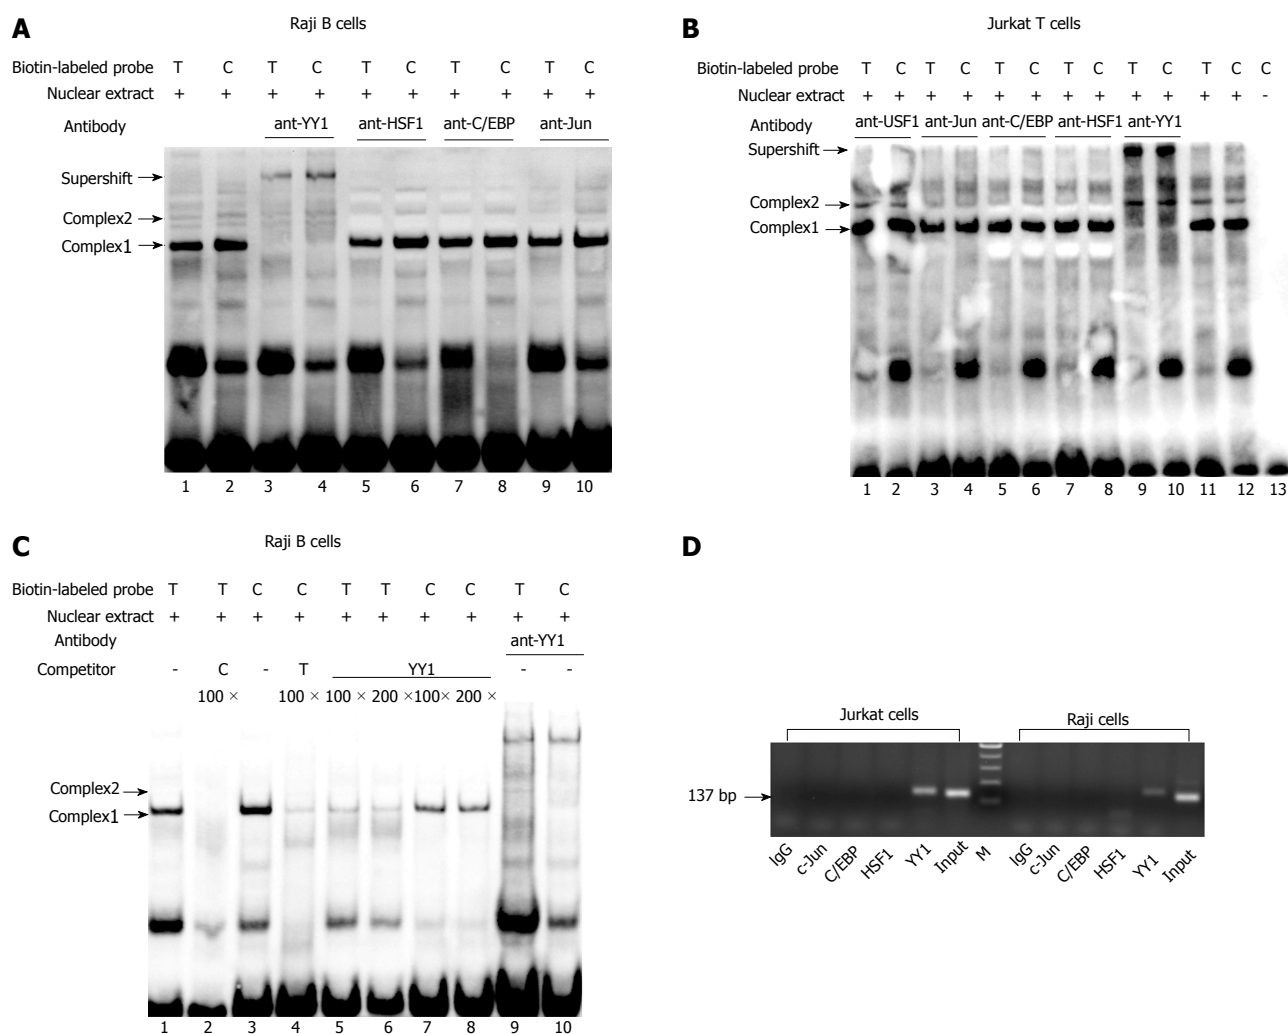 A
Raji B cells
Biotin-labeled probe T C T C T C T C T C
Nuclear extract + + + + + + + + + +
Antibody ant-YY1 ant-HSF1 ant-C/EBP ant-Jun
Supershift
Complex2
Complex1
1 2 3 4 5 6 7 8 9 10
B
Jurkat T cells
Biotin-labeled probe T C T C T C T C T C T C C
Nuclear extract + + + + + + + + + + + + -
Antibody ant-USF1 ant-Jun ant-C/EBP ant-HSF1 ant-YY1
Supershift
Complex2
Complex1
1 2 3 4 5 6 7 8 9 10 11 12 13
C
Raji B cells
Biotin-labeled probe T T C C T T C C T C
Nuclear extract + + + + + + + + + +
Antibody ant-YY1
Competitor - C - T YY1 - -
100 × 100 × 100 × 200 × 100× 200 ×
Complex2
Complex1
1 2 3 4 5 6 7 8 9 10
D
Jurkat cells Raji cells
137 bp
IgG c-Jun C/EBP HSF1 YY1 Input M IgG c-Jun C/EBP HSF1 YY1 Input